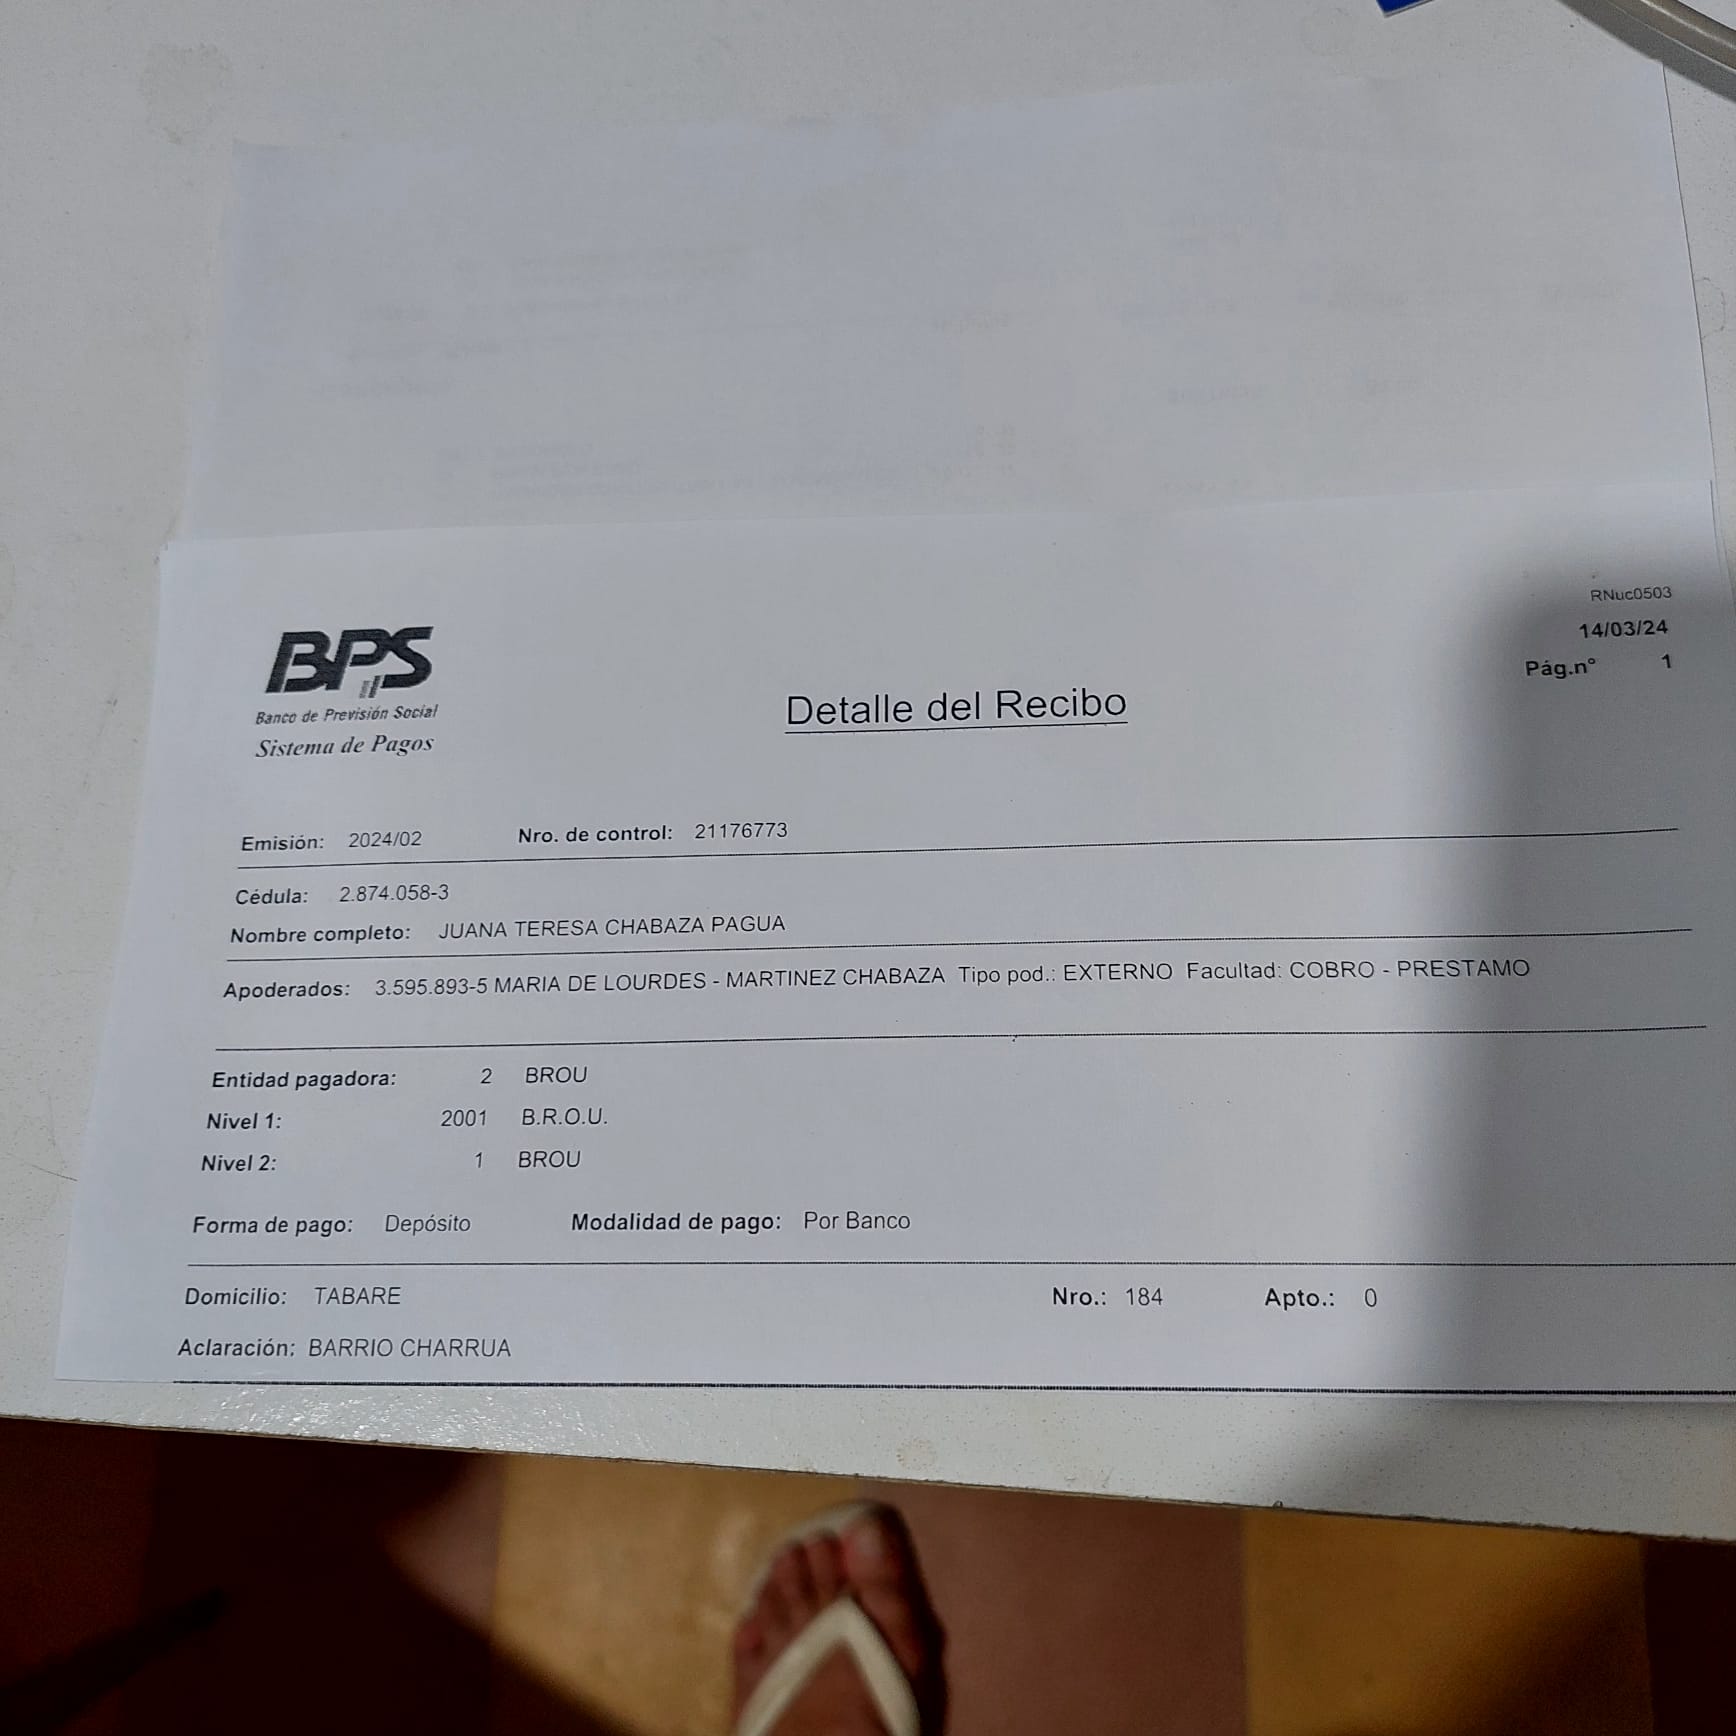 RNuc0503
14/03/24
Pág.nº 1
BPS
Banco de Previsión Social
Sistema de Pagos
Detalle del Recibo
Emisión: 2024/02 Nro. de control: 21176773
Cédula: 2.874.058-3
Nombre completo: JUANA TERESA CHABAZA PAGUA
Apoderados: 3.595.893-5 MARIA DE LOURDES - MARTINEZ CHABAZA Tipo pod.: EXTERNO Facultad: COBRO - PRESTAMO
Entidad pagadora: 2 BROU
Nivel 1: 2001 B.R.O.U.
Nivel 2: 1 BROU
Forma de pago: Depósito Modalidad de pago: Por Banco
Domicilio: TABARE Nro.: 184 Apto.: 0
Aclaración: BARRIO CHARRUA